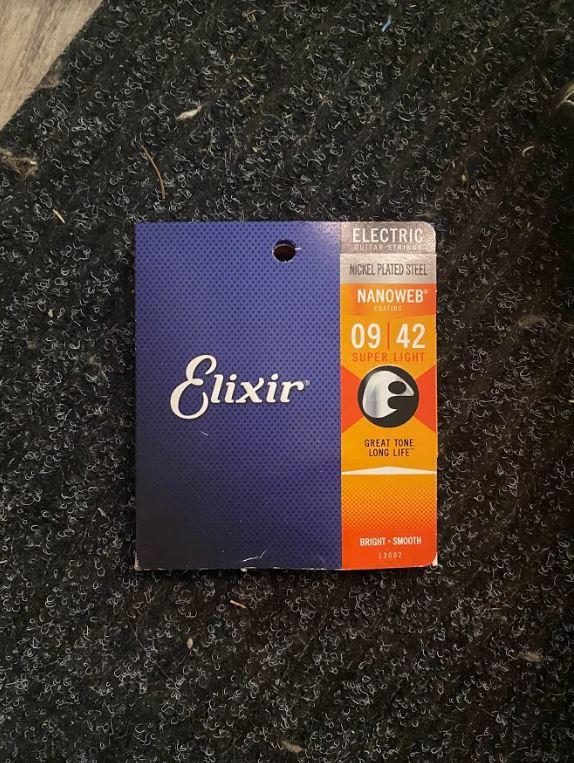 ELECTRIC
GUITAR STRINGS
NICKEL PLATED STEEL
NANOWEB®
COATING
09 | 42
SUPER LIGHT
Elixir®
GREAT TONE
LONG LIFE™
BRIGHT • SMOOTH
12002